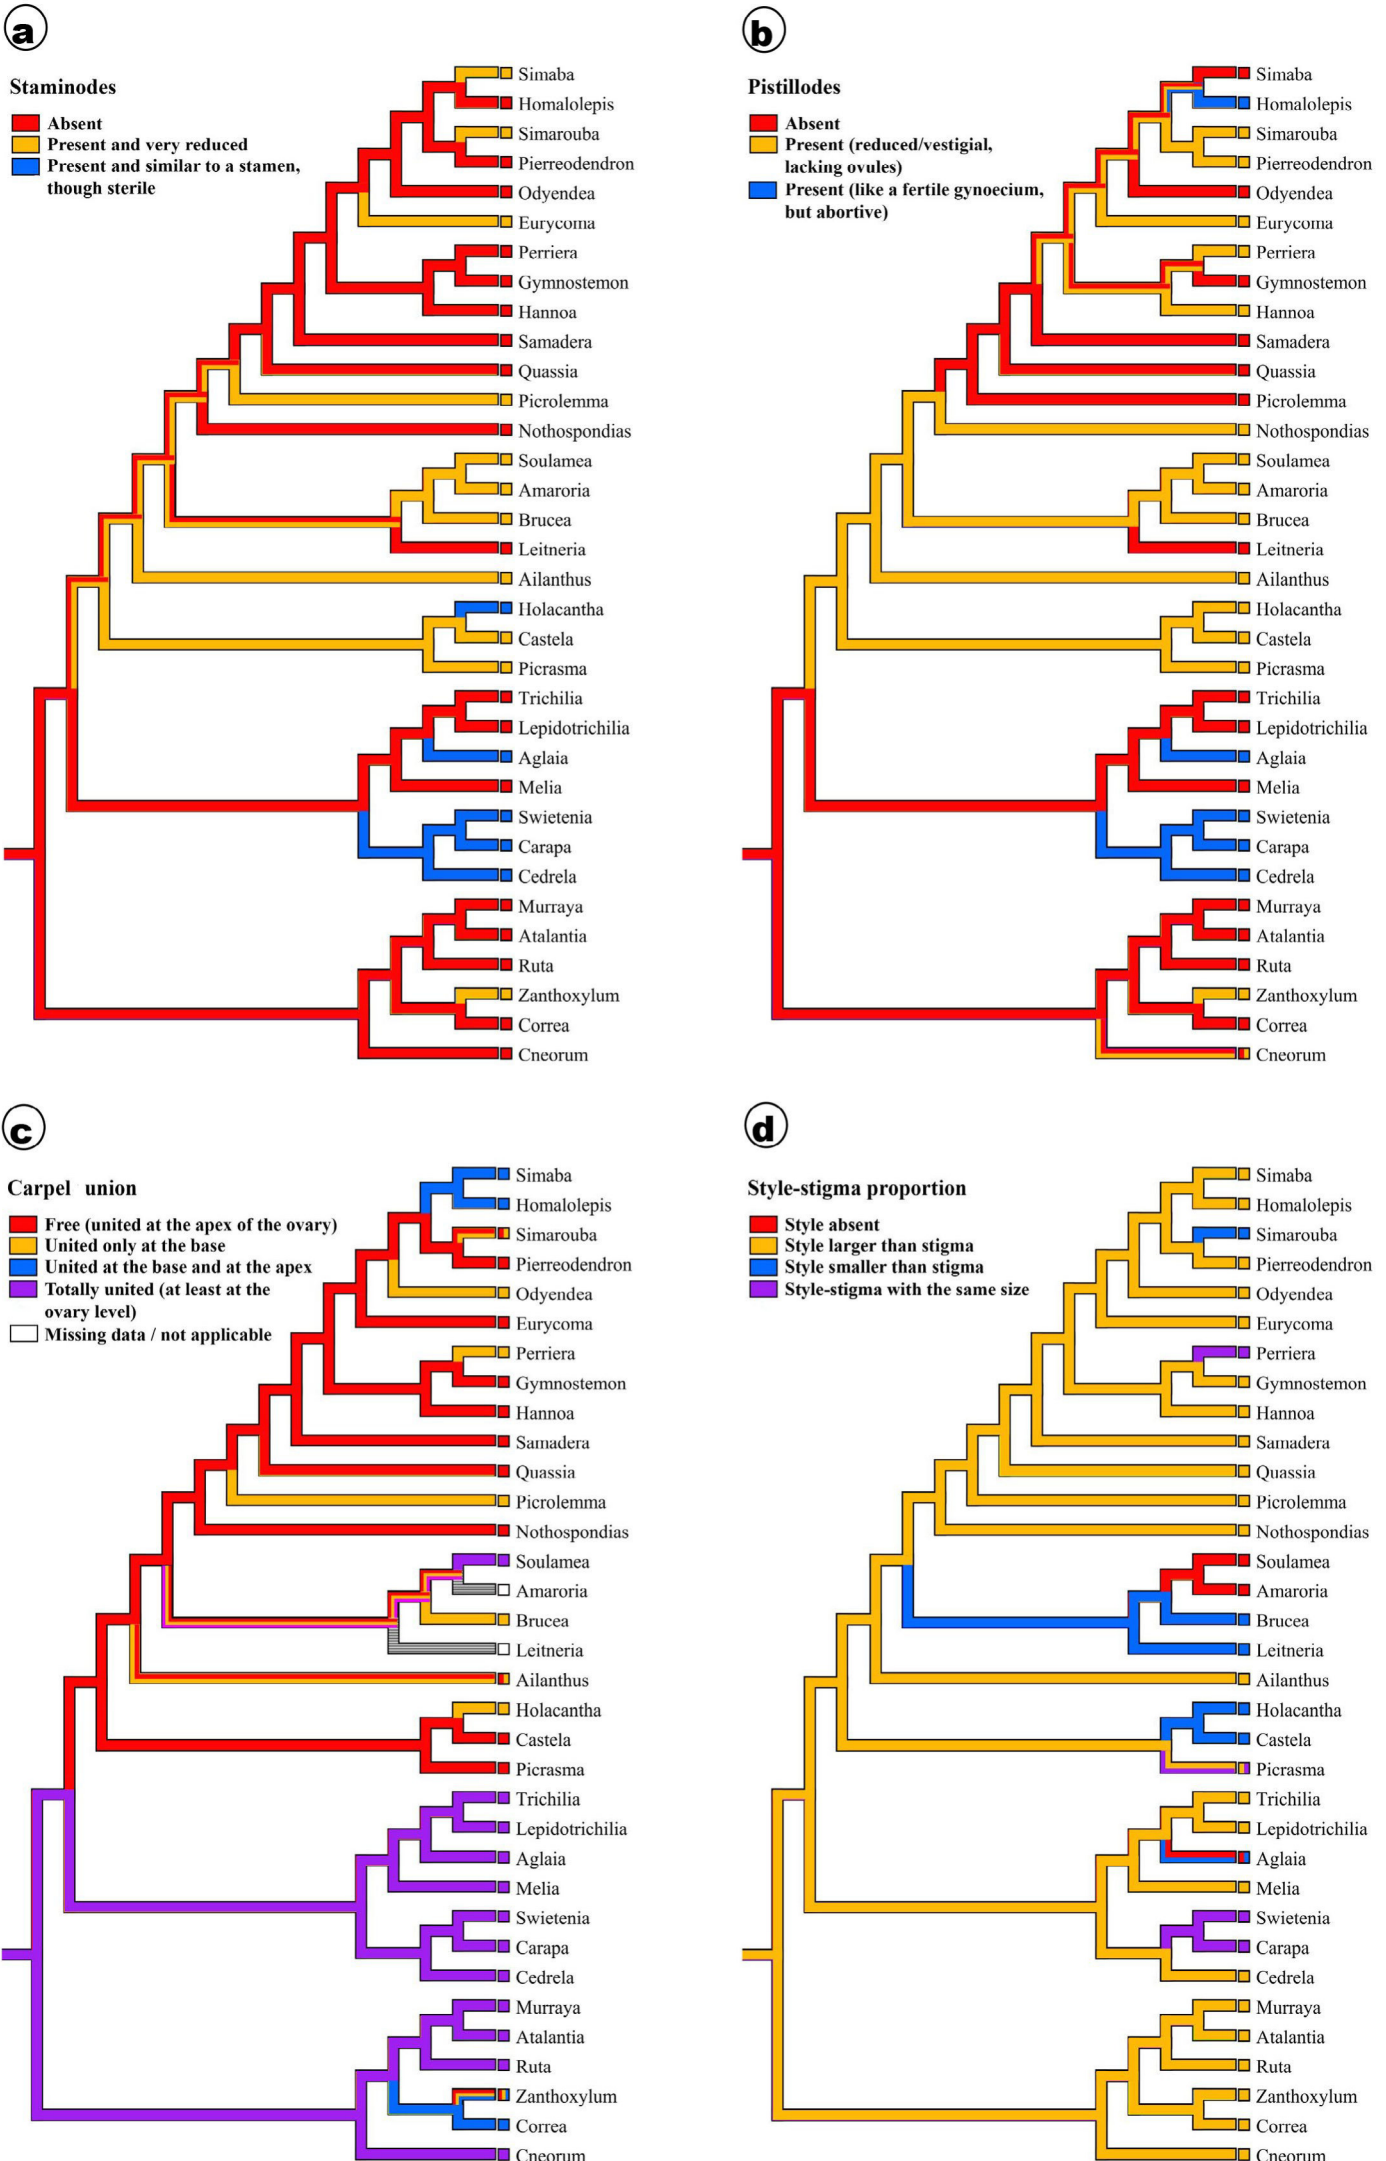 a
Staminodes
Absent
Present and very reduced
Present and similar to a stamen,
though sterile
Simaba
Homalolepis
Simarouba
Pierreodendron
Odyendea
Eurycoma
Perriera
Gymnostemon
Hannoa
Samadera
Quassia
Picrolemma
Nothospondias
Soulamea
Amaroria
Brucea
Leitneria
Ailanthus
Holacantha
Castela
Picrasma
Trichilia
Lepidotrichilia
Aglaia
Melia
Swietenia
Carapa
Cedrela
Murraya
Atalantia
Ruta
Zanthoxylum
Correa
Cneorum
b
Pistillodes
Absent
Present (reduced/vestigial,
lacking ovules)
Present (like a fertile gynoecium,
but abortive)
Simaba
Homalolepis
Simarouba
Pierreodendron
Odyendea
Eurycoma
Perriera
Gymnostemon
Hannoa
Samadera
Quassia
Picrolemma
Nothospondias
Soulamea
Amaroria
Brucea
Leitneria
Ailanthus
Holacantha
Castela
Picrasma
Trichilia
Lepidotrichilia
Aglaia
Melia
Swietenia
Carapa
Cedrela
Murraya
Atalantia
Ruta
Zanthoxylum
Correa
Cneorum
c
Carpel union
Free (united at the apex of the ovary)
United only at the base
United at the base and at the apex
Totally united (at least at the
ovary level)
Missing data / not applicable
Simaba
Homalolepis
Simarouba
Pierreodendron
Odyendea
Eurycoma
Perriera
Gymnostemon
Hannoa
Samadera
Quassia
Picrolemma
Nothospondias
Soulamea
Amaroria
Brucea
Leitneria
Ailanthus
Holacantha
Castela
Picrasma
Trichilia
Lepidotrichilia
Aglaia
Melia
Swietenia
Carapa
Cedrela
Murraya
Atalantia
Ruta
Zanthoxylum
Correa
Cneorum
d
Style-stigma proportion
Style absent
Style larger than stigma
Style smaller than stigma
Style-stigma with the same size
Simaba
Homalolepis
Simarouba
Pierreodendron
Odyendea
Eurycoma
Perriera
Gymnostemon
Hannoa
Samadera
Quassia
Picrolemma
Nothospondias
Soulamea
Amaroria
Brucea
Leitneria
Ailanthus
Holacantha
Castela
Picrasma
Trichilia
Lepidotrichilia
Aglaia
Melia
Swietenia
Carapa
Cedrela
Murraya
Atalantia
Ruta
Zanthoxylum
Correa
Cneorum